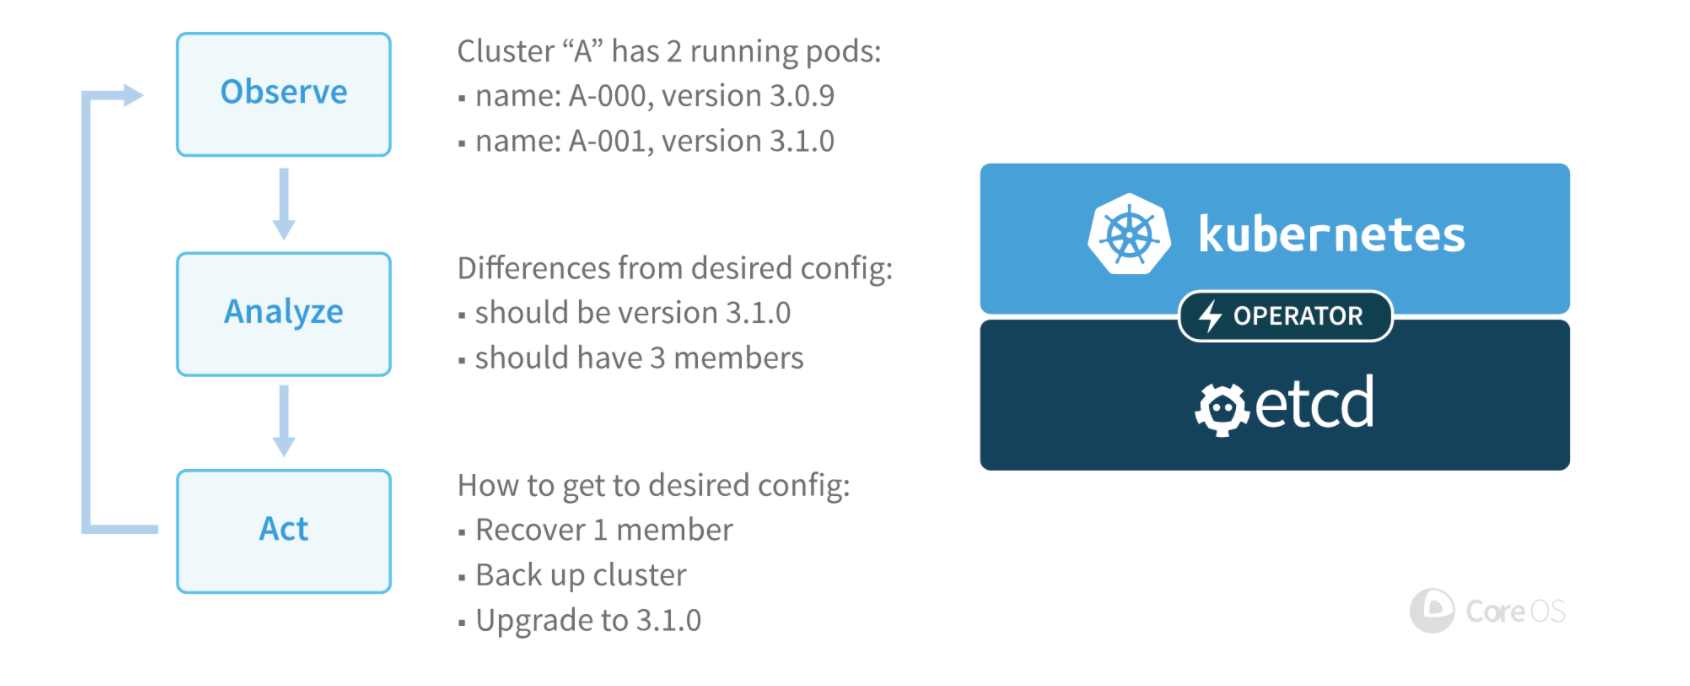 Observe
Cluster “A” has 2 running pods:
▪ name: A-000, version 3.0.9
▪ name: A-001, version 3.1.0
Analyze
Differences from desired config:
▪ should be version 3.1.0
▪ should have 3 members
Act
How to get to desired config:
▪ Recover 1 member
▪ Back up cluster
▪ Upgrade to 3.1.0
kubernetes
OPERATOR
etcd
CoreOS